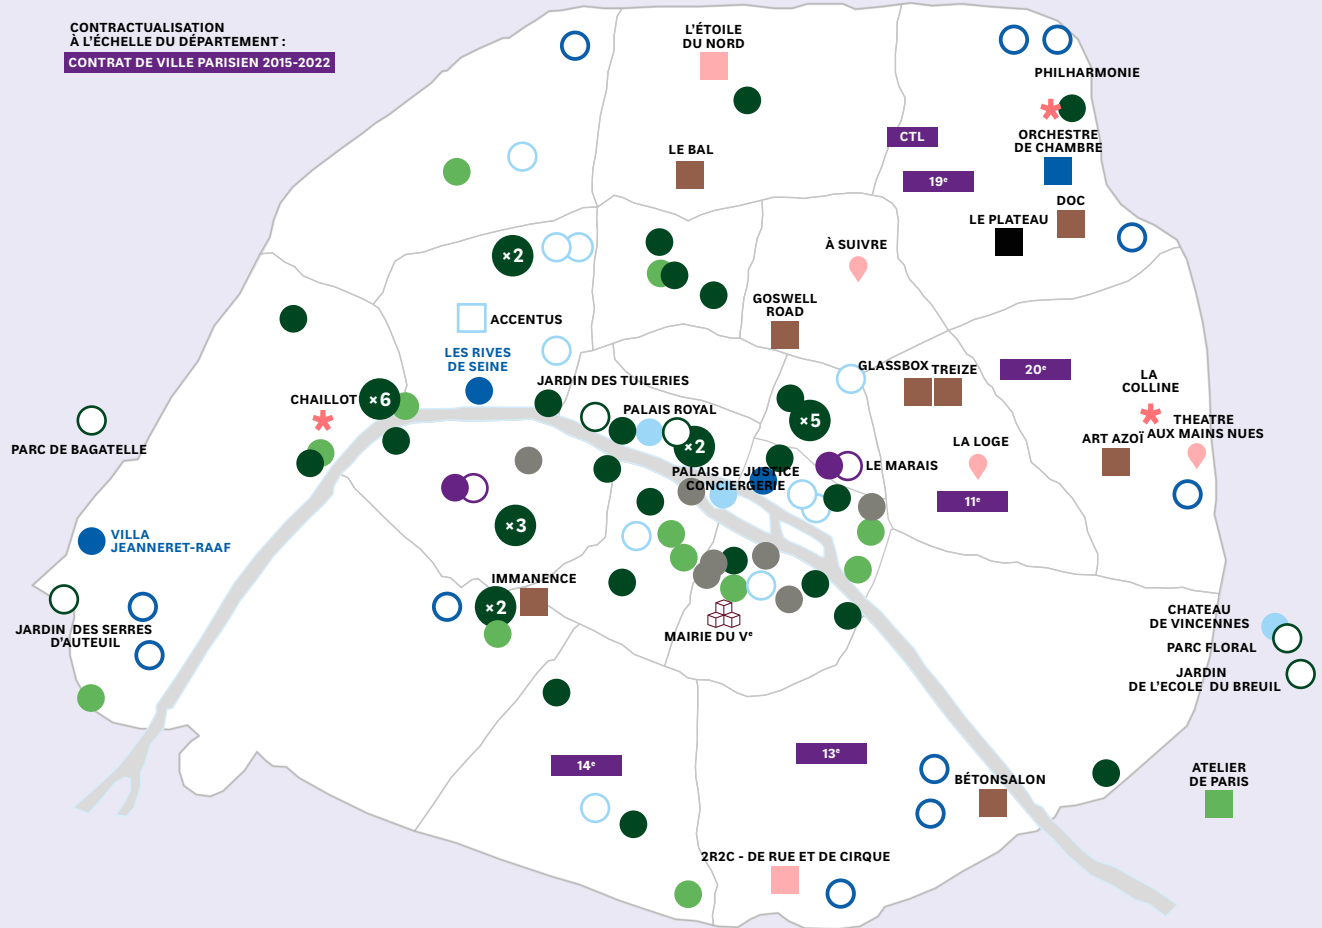 CONTRACTUALISATION
À L'ÉCHELLE DU DÉPARTEMENT :
CONTRAT DE VILLE PARISIEN 2015-2022
L'ÉTOILE
DU NORD
PHILHARMONIE
CTL
ORCHESTRE
DE CHAMBRE
LE BAL
19e
DOC
LE PLATEAU
À SUIVRE
×2
GOSWELL
ROAD
ACCENTUS
LES RIVES
DE SEINE
GLASSBOX
TREIZE
20e
LA
COLLINE
JARDIN DES TUILERIES
CHAILLOT
×6
PALAIS ROYAL
×5
THEATRE
AUX MAINS NUES
ART AZOÏ
PARC DE BAGATELLE
×2
LA LOGE
LE MARAIS
PALAIS DE JUSTICE
CONCIERGERIE
11e
×3
VILLA
JEANNERET-RAAF
IMMANENCE
×2
JARDIN DES SERRES
D'AUTEUIL
MAIRIE DU Ve
CHATEAU
DE VINCENNES
PARC FLORAL
JARDIN
DE L'ECOLE DU BREUIL
14e
13e
BÉTONSALON
ATELIER
DE PARIS
2R2C - DE RUE ET DE CIRQUE